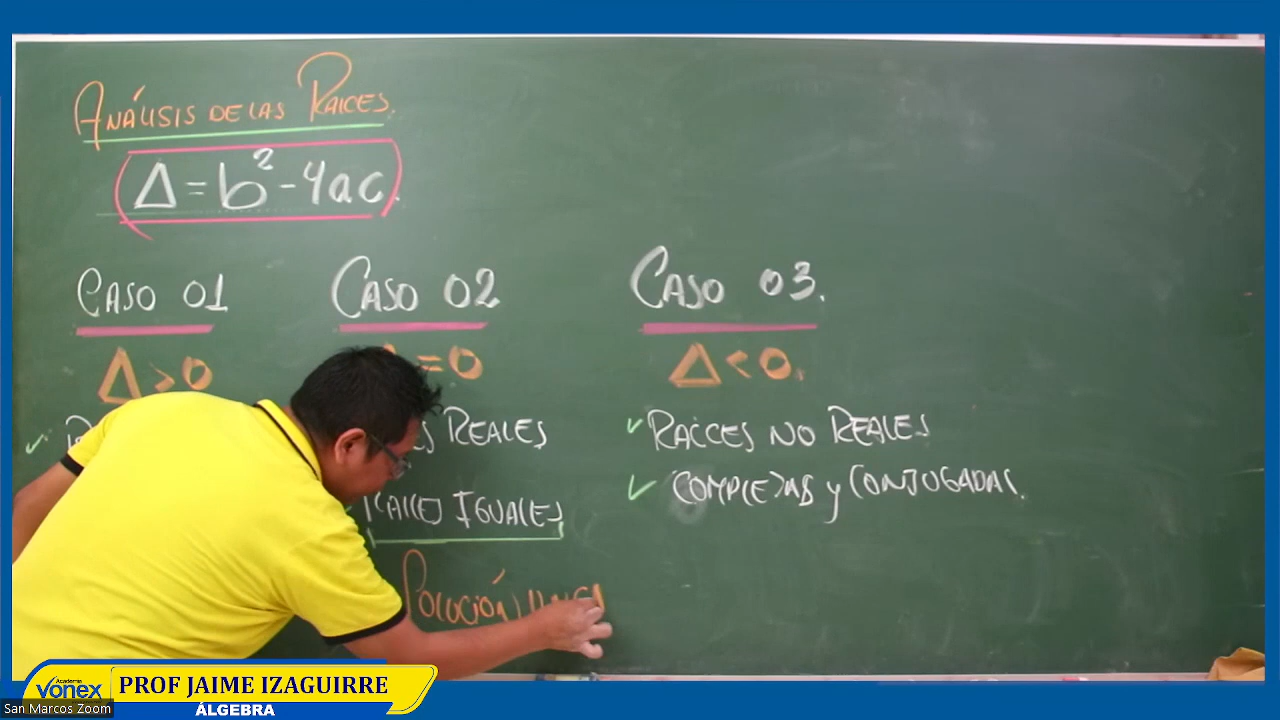 ANÁLISIS DE LAS RAICES.
Δ = b² - 4ac.
CASO 01
CASO 02
CASO 03.
Δ > 0
= 0
Δ < 0.
REALES
✓ RAICES NO REALES
✓ COMPLEJAS y CONJUGADAS.
RAICES IGUALES
SOLUCIÓN
Academia
vonex
PROF JAIME IZAGUIRRE
ÁLGEBRA
San Marcos Zoom